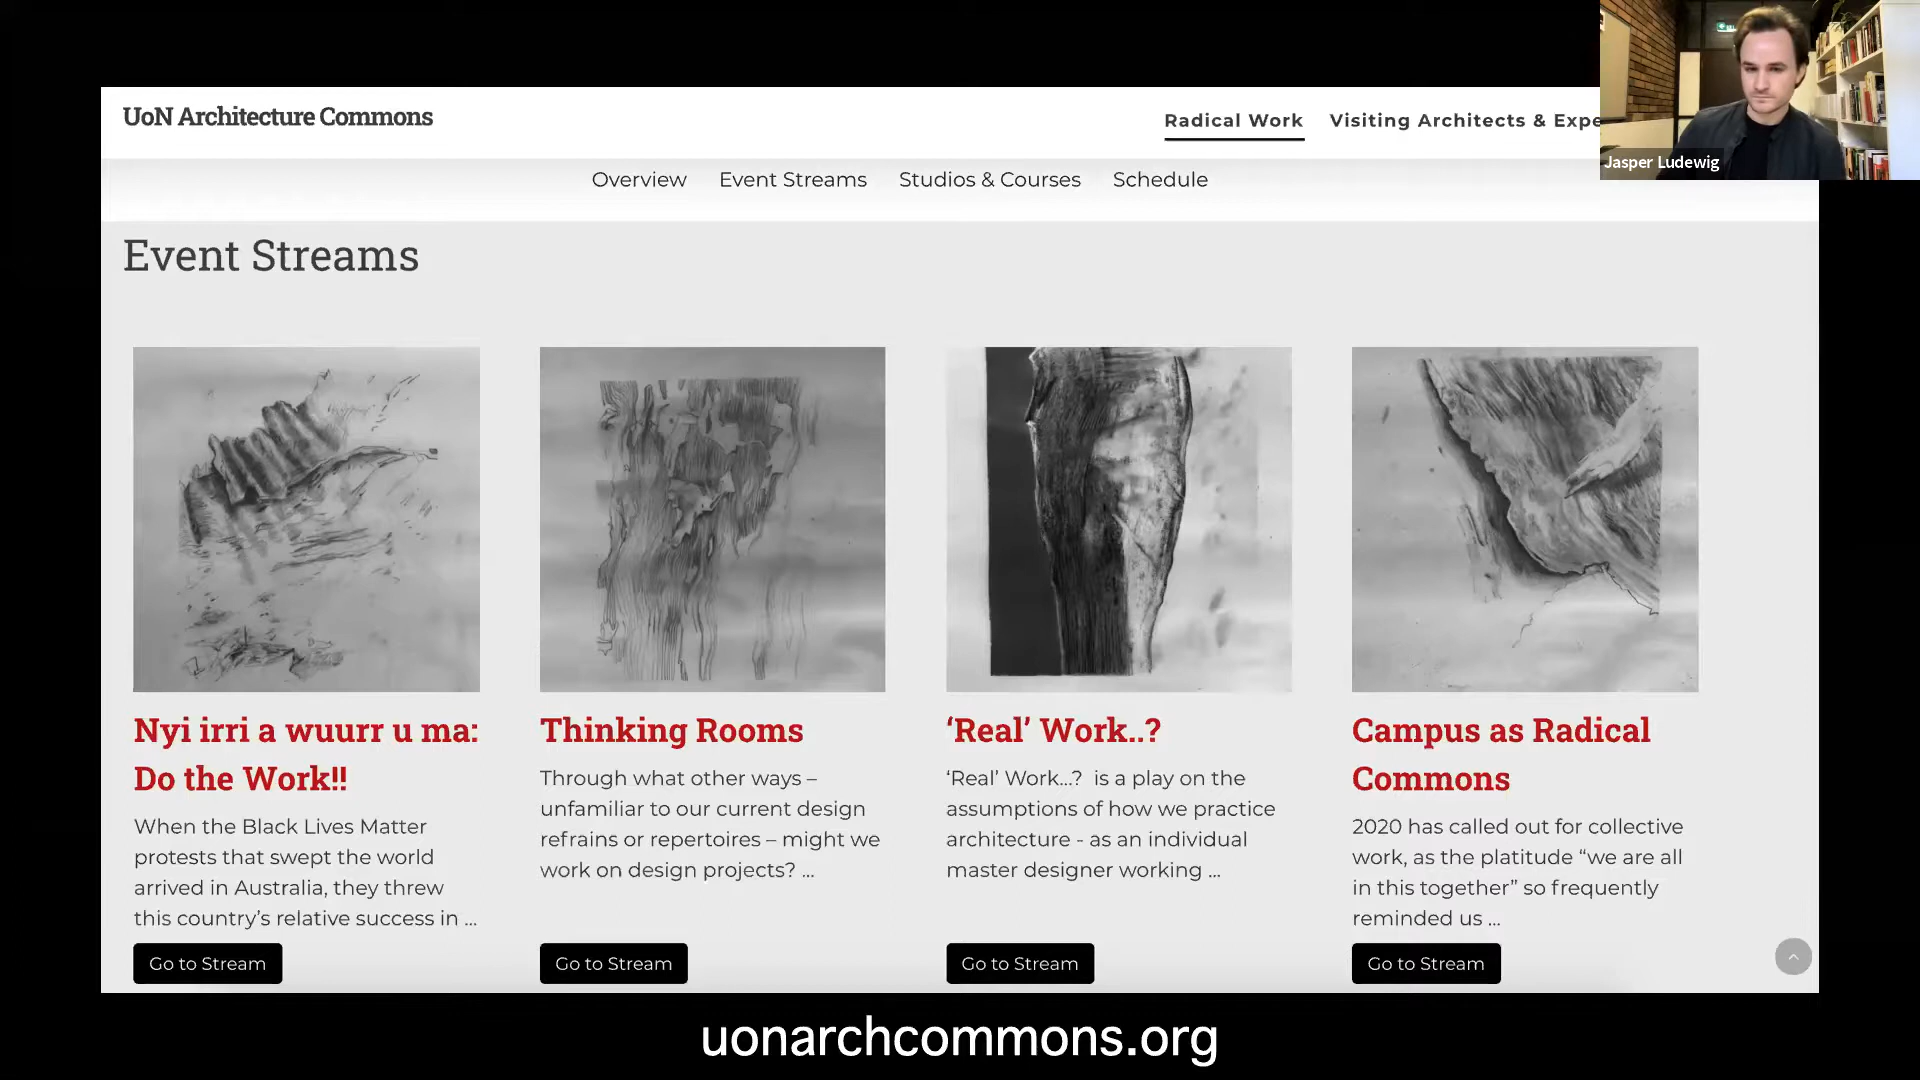 UoN Architecture Commons
Radical Work
Visiting Architects & Expe
Jasper Ludewig
Overview
Event Streams
Studios & Courses
Schedule
Event Streams
Nyi irri a wuurr u ma:
Do the Work!!
When the Black Lives Matter
protests that swept the world
arrived in Australia, they threw
this country’s relative success in ...
Go to Stream
Thinking Rooms
Through what other ways –
unfamiliar to our current design
refrains or repertoires – might we
work on design projects? ...
Go to Stream
‘Real’ Work..?
‘Real’ Work...? is a play on the
assumptions of how we practice
architecture - as an individual
master designer working ...
Go to Stream
Campus as Radical
Commons
2020 has called out for collective
work, as the platitude “we are all
in this together” so frequently
reminded us ...
Go to Stream
uonarchcommons.org